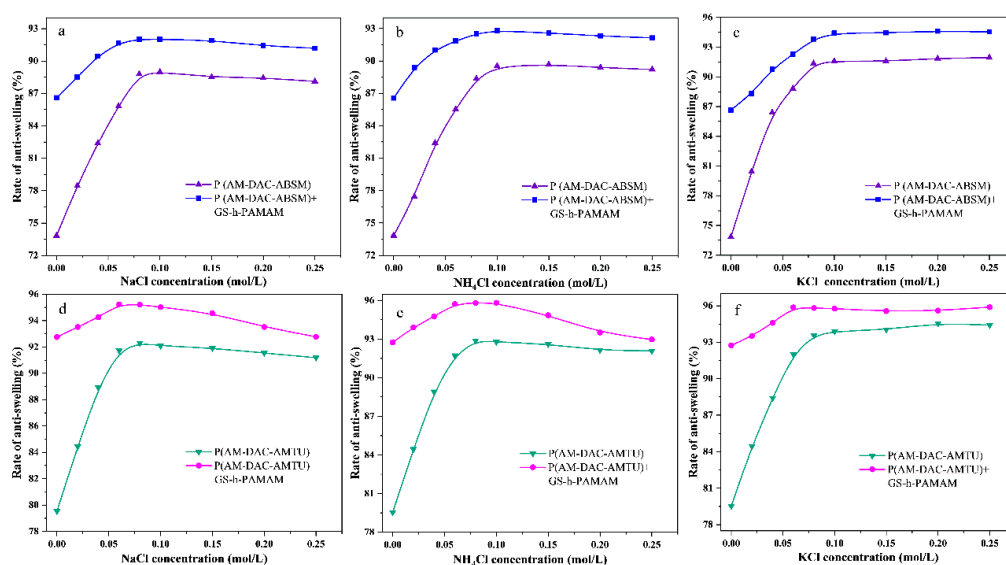 a
Rate of anti-swelling (%)
93
90
87
84
81
78
75
72
P (AM-DAC-ABSM)
P (AM-DAC-ABSM)+
GS-h-PAMAM
0.00 0.05 0.10 0.15 0.20 0.25
NaCl concentration (mol/L)
b
Rate of anti-swelling (%)
93
90
87
84
81
78
75
72
P (AM-DAC-ABSM)
P (AM-DAC-ABSM)+
GS-h-PAMAM
0.00 0.05 0.10 0.15 0.20 0.25
NH₄Cl concentration (mol/L)
c
Rate of anti-swelling (%)
96
93
90
87
84
81
78
75
72
P (AM-DAC-ABSM)
P (AM-DAC-ABSM)+
GS-h-PAMAM
0.00 0.05 0.10 0.15 0.20 0.25
KCl concentration (mol/L)
d
Rate of anti-swelling (%)
96
94
92
90
88
86
84
82
80
78
P(AM-DAC-AMTU)
P(AM-DAC-AMTU)
GS-h-PAMAM
0.00 0.05 0.10 0.15 0.20 0.25
NaCl concentration (mol/L)
e
Rate of anti-swelling (%)
96
93
90
87
84
81
78
P(AM-DAC-AMTU)
P(AM-DAC-AMTU)+
GS-h-PAMAM
0.00 0.05 0.10 0.15 0.20 0.25
NH₄Cl concentration (mol/L)
f
Rate of anti-swelling (%)
96
93
90
87
84
81
78
P(AM-DAC-AMTU)
P(AM-DAC-AMTU)+
GS-h-PAMAM
0.00 0.05 0.10 0.15 0.20 0.25
KCl concentration (mol/L)